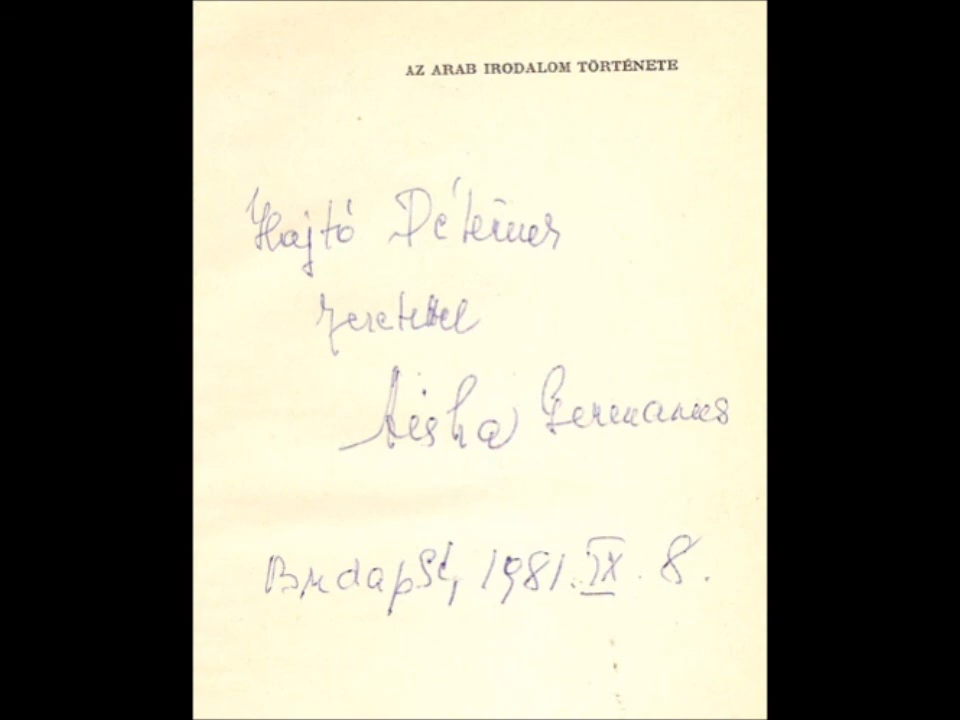 AZ ARAB IRODALOM TÖRTÉNETE
Hajtó Péternek
szeretettel
Aisha Germanus
Budapest, 1981. IX. 8.